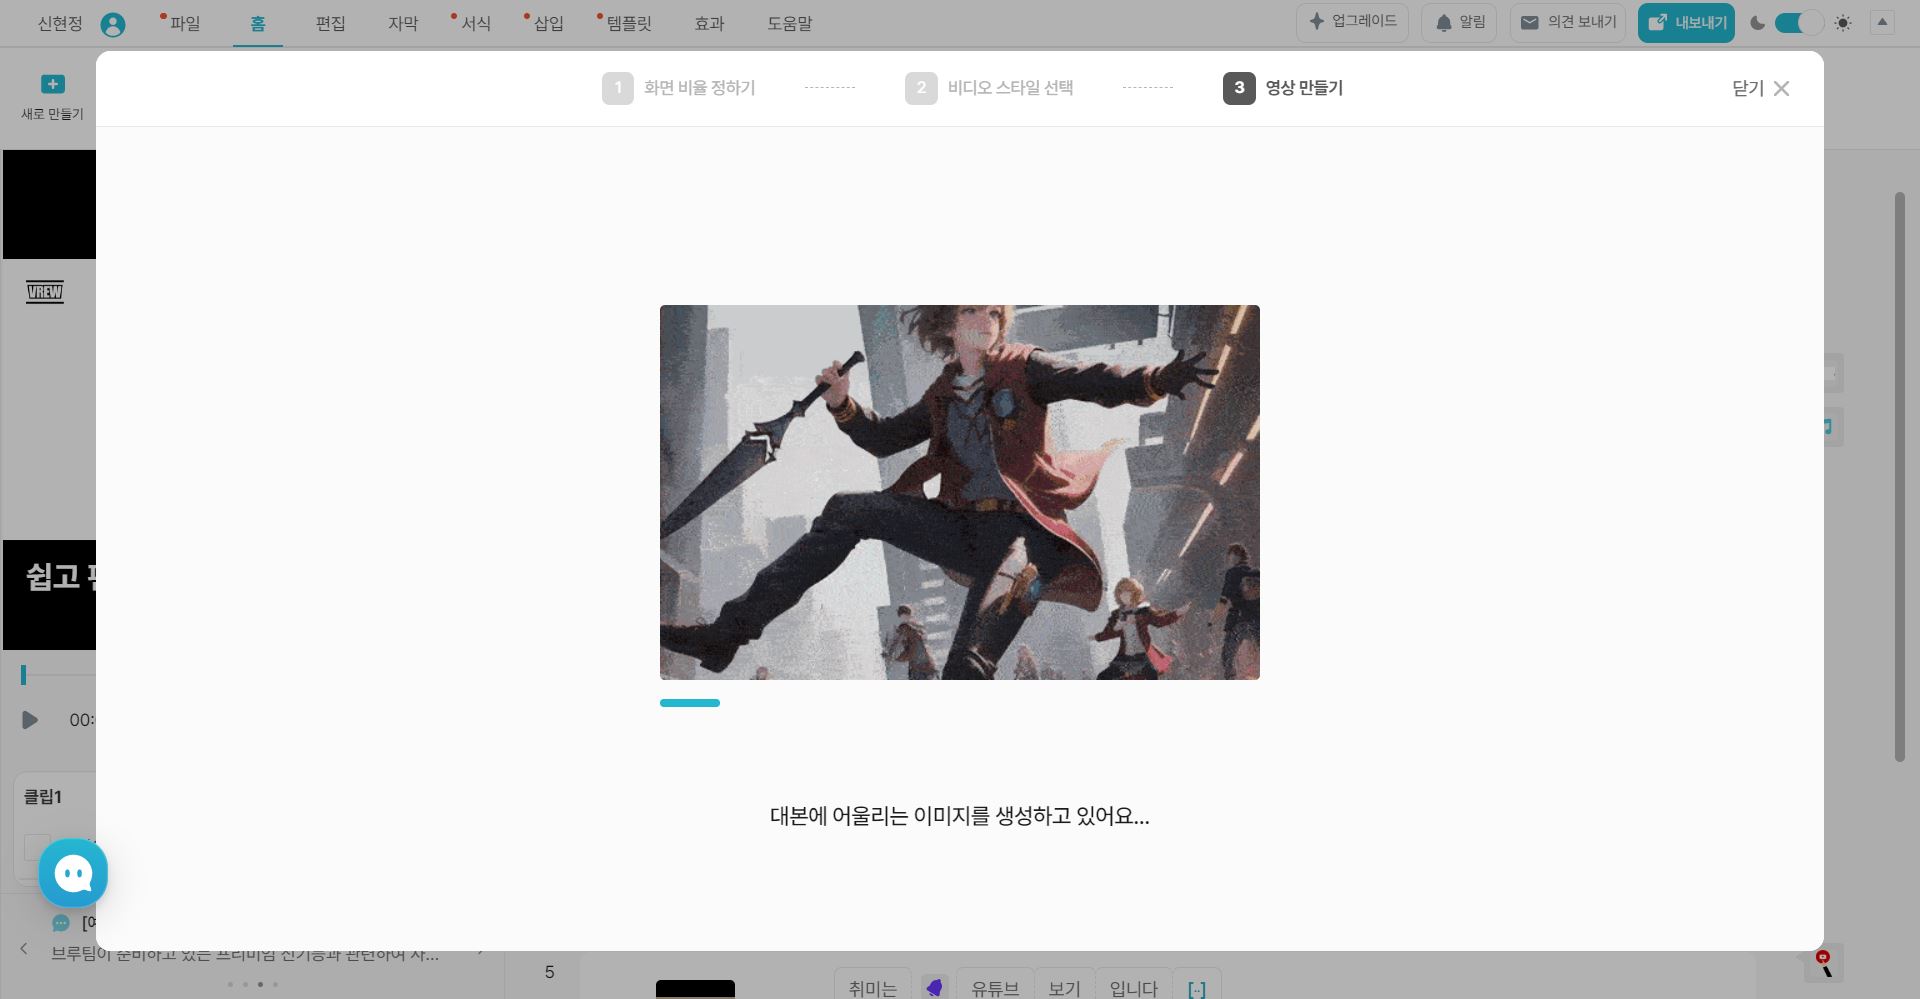 신현정 파일 홈 편집 자막 서식 삽입 템플릿 효과 도움말 업그레이드 알림 의견 보내기 내보내기
1 화면 비율 정하기 2 비디오 스타일 선택 3 영상 만들기 닫기
새로 만들기
VREW
쉽고
00:
클립1
대본에 어울리는 이미지를 생성하고 있어요...
브루팀이 준비하고 있는 프리미엄 신기능과 관련하여 사...
5 취미는 유튜브 보기 입니다 [··]